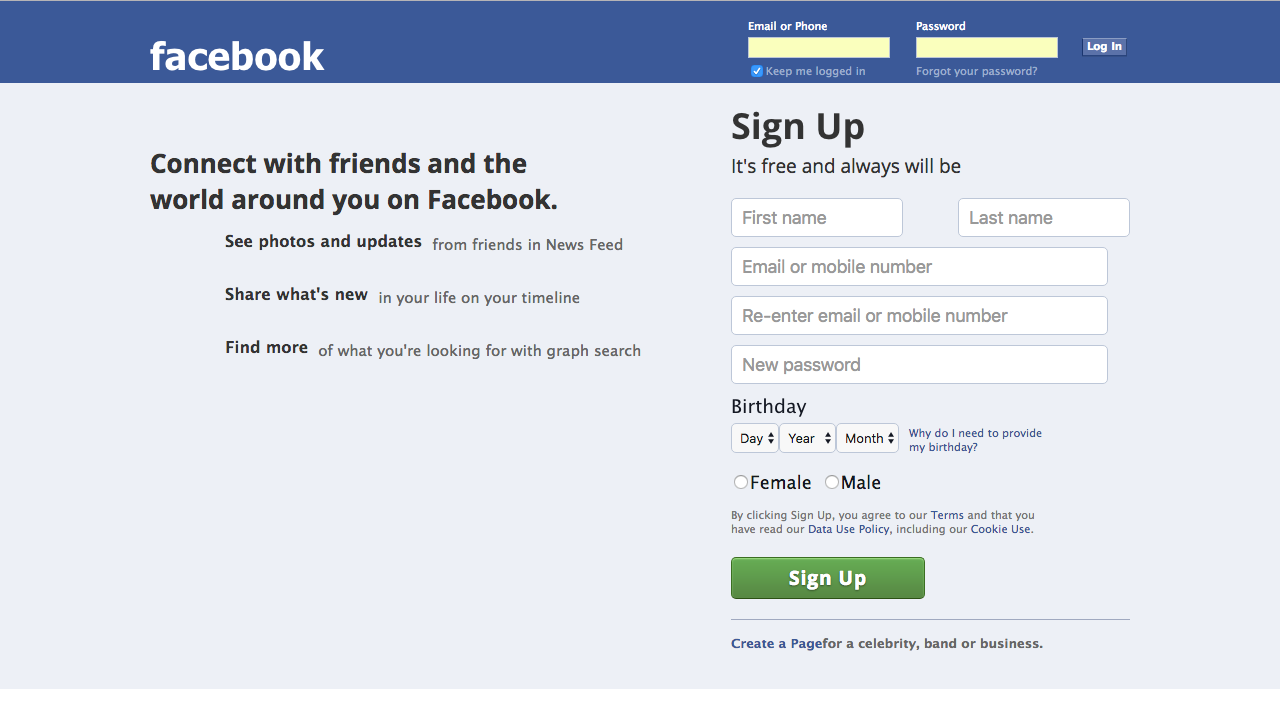 facebook
Email or Phone
Password
Log In
Keep me logged in
Forgot your password?
Connect with friends and the
world around you on Facebook.
See photos and updates from friends in News Feed
Share what's new in your life on your timeline
Find more of what you're looking for with graph search
Sign Up
It's free and always will be
First name
Last name
Email or mobile number
Re-enter email or mobile number
New password
Birthday
Day
Year
Month
Why do I need to provide
my birthday?
Female
Male
By clicking Sign Up, you agree to our Terms and that you
have read our Data Use Policy, including our Cookie Use.
Sign Up
Create a Pagefor a celebrity, band or business.